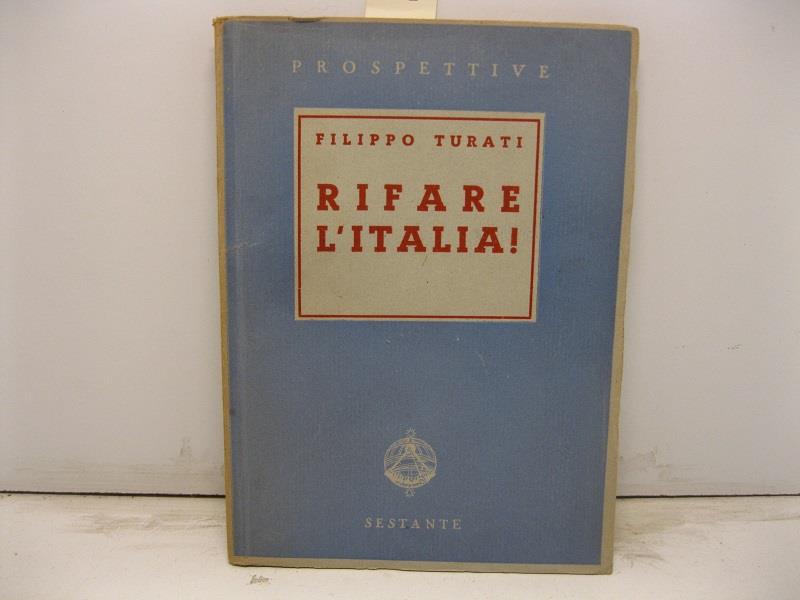 PROSPETTIVE
FILIPPO TURATI
RIFARE
L'ITALIA!
SESTANTE